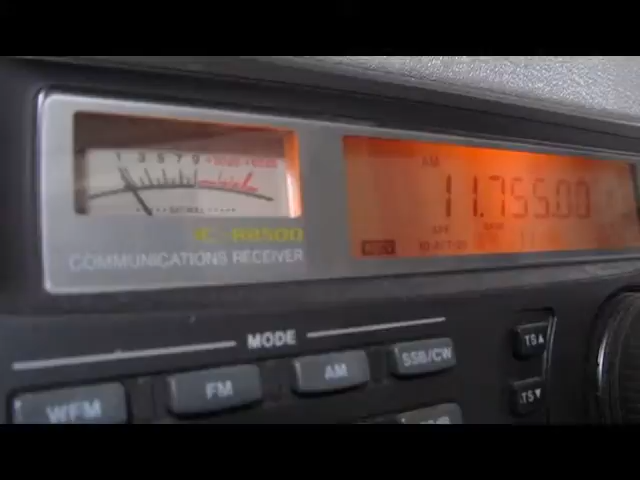 1 3 5 7 9
AM
11.755.00
IC-R8500
COMMUNICATIONS RECEIVER
MODE
WFM
FM
AM
SSB/CW
TS▲
TS▼